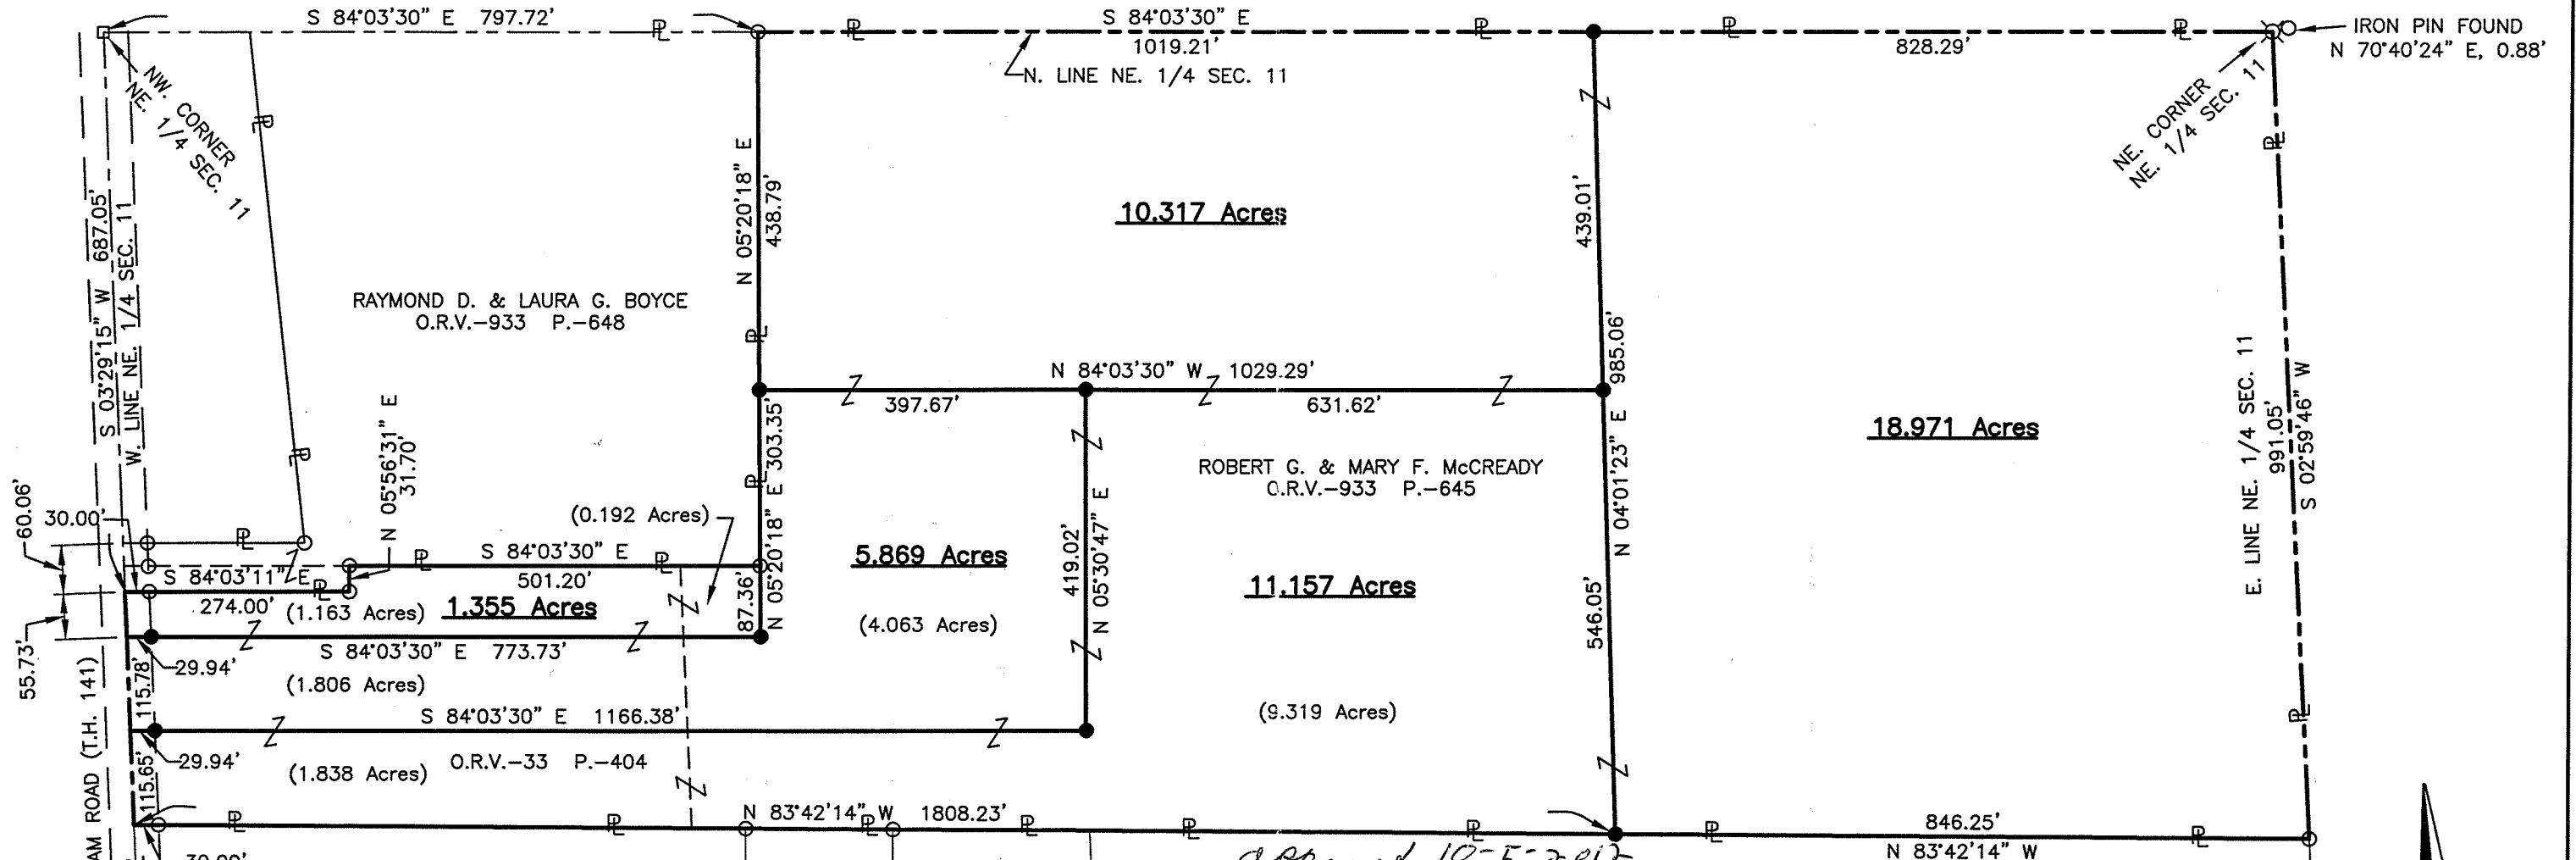 S 84°03'30" E 797.72'
S 84°03'30" E
1019.21'
828.29'
IRON PIN FOUND
N 70°40'24" E, 0.88'
N. LINE NE. 1/4 SEC. 11
NW. CORNER
NE. 1/4 SEC. 11
NE. CORNER
NE. 1/4 SEC. 11
S 03°29'15" W 687.05'
W. LINE NE. 1/4 SEC. 11
N 05°20'18" E
438.79'
10.317 Acres
439.01'
RAYMOND D. & LAURA G. BOYCE
O.R.V.-933 P.-648
985.06'
N 04°01'23" E
N 84°03'30" W 1029.29'
397.67'
631.62'
18.971 Acres
E. LINE NE. 1/4 SEC. 11
991.05'
S 02°59'46" W
N 05°56'31" E
31.70'
N 05°20'18" E 303.35'
ROBERT G. & MARY F. McCREADY
O.R.V.-933 P.-645
60.06'
30.00'
(0.192 Acres)
S 84°03'30" E
501.20'
5.869 Acres
419.02'
N 05°30'47" E
S 84°03'11" E
274.00'
(1.163 Acres)
1.355 Acres
87.36'
11.157 Acres
546.05'
(4.063 Acres)
55.73'
S 84°03'30" E 773.73'
29.94'
115.78'
(1.806 Acres)
S 84°03'30" E 1166.38'
(9.319 Acres)
29.94'
115.65'
(1.838 Acres)
O.R.V.-33 P.-404
AM ROAD (T.H. 141)
N 83°42'14" W 1808.23'
846.25'
N 83°42'14" W
30.00'